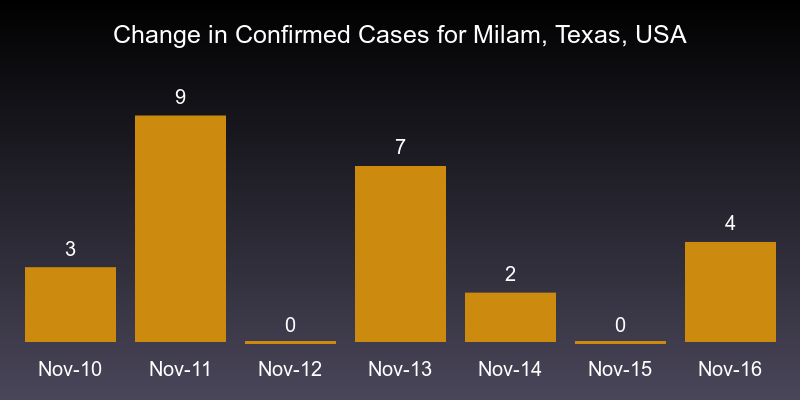 Change in Confirmed Cases for Milam, Texas, USA
3
9
0
7
2
0
4
Nov-10
Nov-11
Nov-12
Nov-13
Nov-14
Nov-15
Nov-16